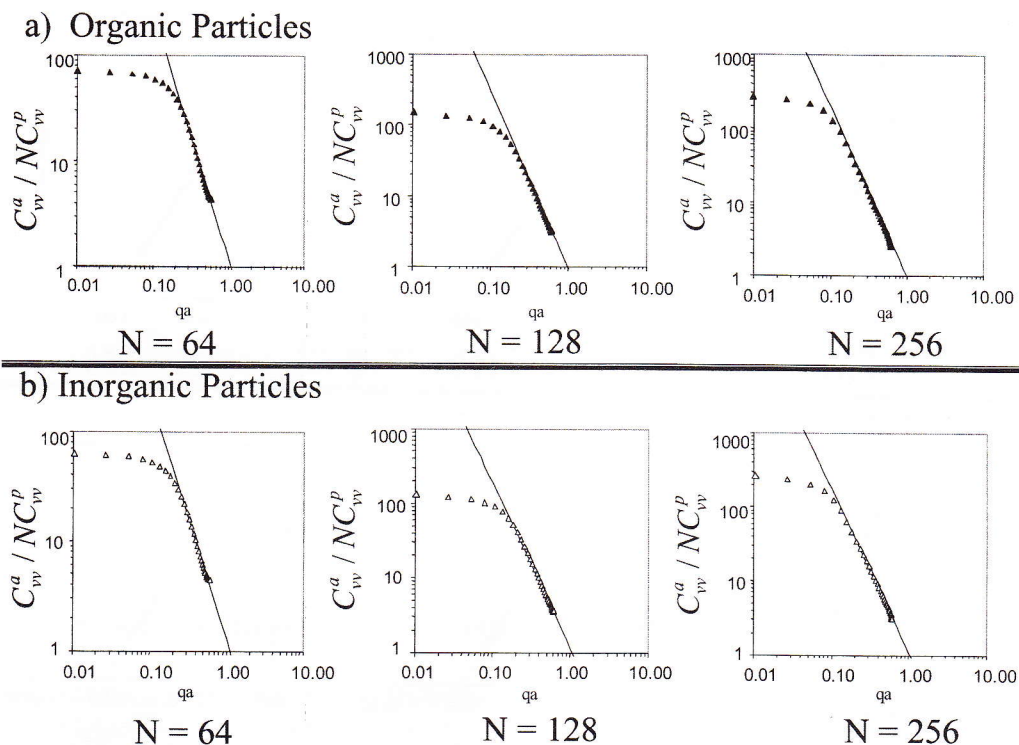 a) Organic Particles
100
10
1
0.01 0.10 1.00 10.00
qa
C^a_vv / NC^p_vv
N = 64
1000
100
10
1
0.01 0.10 1.00 10.00
qa
C^a_vv / NC^p_vv
N = 128
1000
100
10
1
0.01 0.10 1.00 10.00
qa
C^a_vv / NC^p_vv
N = 256
b) Inorganic Particles
100
10
1
0.01 0.10 1.00 10.00
qa
C^a_vv / NC^p_vv
N = 64
1000
100
10
1
0.01 0.10 1.00 10.00
qa
C^a_vv / NC^p_vv
N = 128
1000
100
10
1
0.01 0.10 1.00 10.00
qa
C^a_vv / NC^p_vv
N = 256